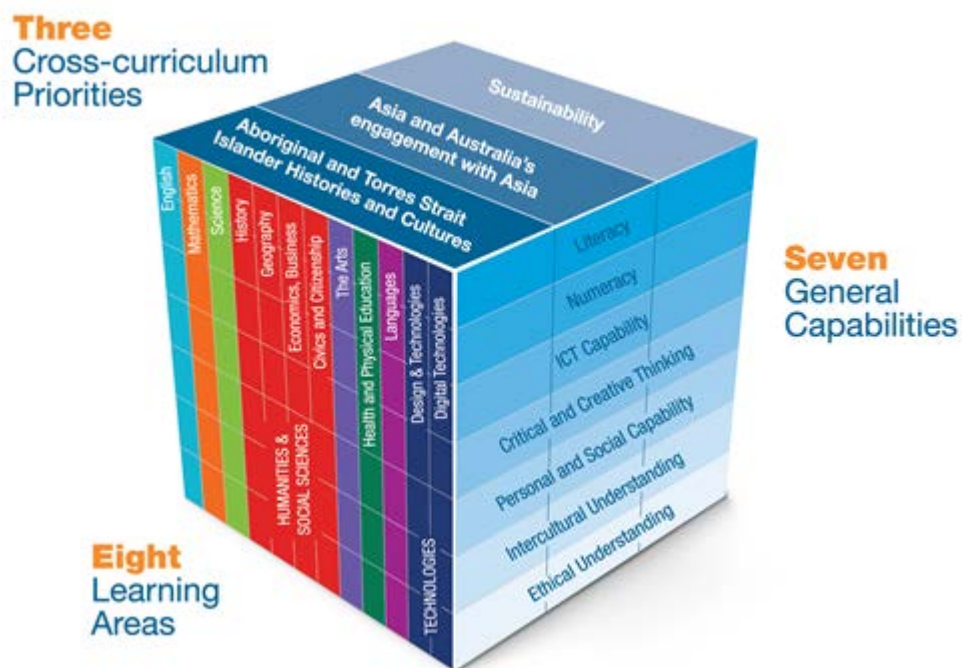 Three
Cross-curriculum
Priorities
Sustainability
Asia and Australia's
engagement with Asia
Aboriginal and Torres Strait
Islander Histories and Cultures
English
Mathematics
Science
History
Geography
Economics, Business
Civics and Citizenship
HUMANITIES &
SOCIAL SCIENCES
The Arts
Health and Physical Education
Languages
Design & Technologies
Digital Technologies
TECHNOLOGIES
Literacy
Numeracy
ICT Capability
Critical and Creative Thinking
Personal and Social Capability
Intercultural Understanding
Ethical Understanding
Seven
General
Capabilities
Eight
Learning
Areas